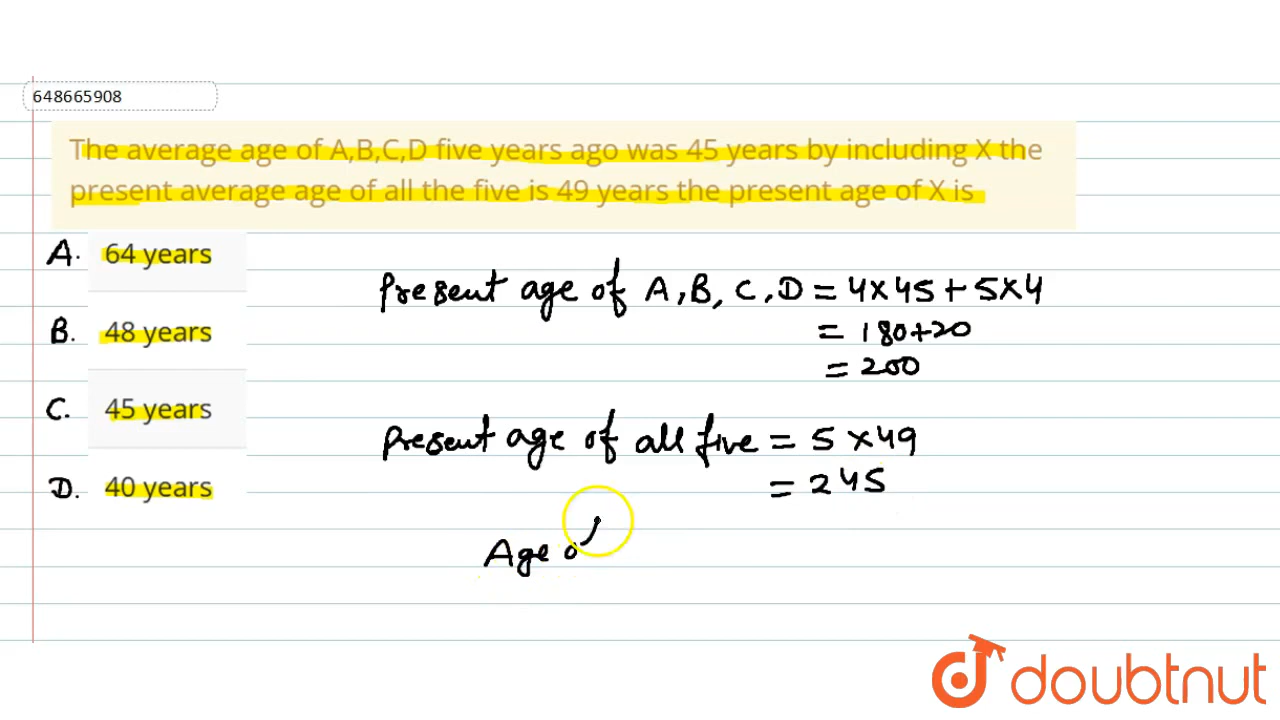 648665908
The average age of A,B,C,D five years ago was 45 years by including X the
present average age of all the five is 49 years the present age of X is
A. 64 years
Present age of A, B, C, D = 4×45 + 5×4
B. 48 years
= 180+20
= 200
C. 45 years
Present age of all five = 5 × 49
= 245
D. 40 years
Age of
doubtnut